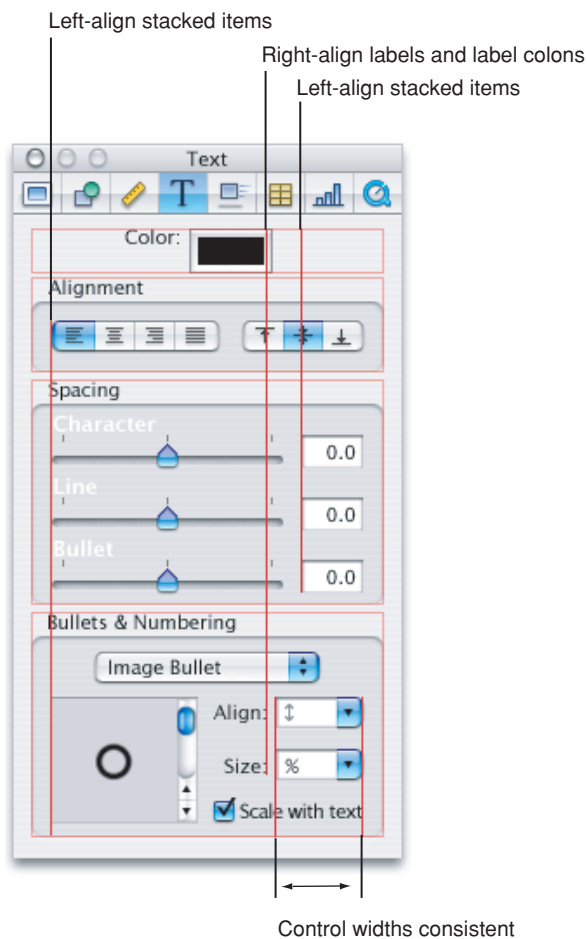 Left-align stacked items
Right-align labels and label colons
Left-align stacked items
Text
T
Color:
Alignment
Spacing
Character
0.0
Line
0.0
Bullet
0.0
Bullets & Numbering
Image Bullet
Align:
Size: %
Scale with text
Control widths consistent